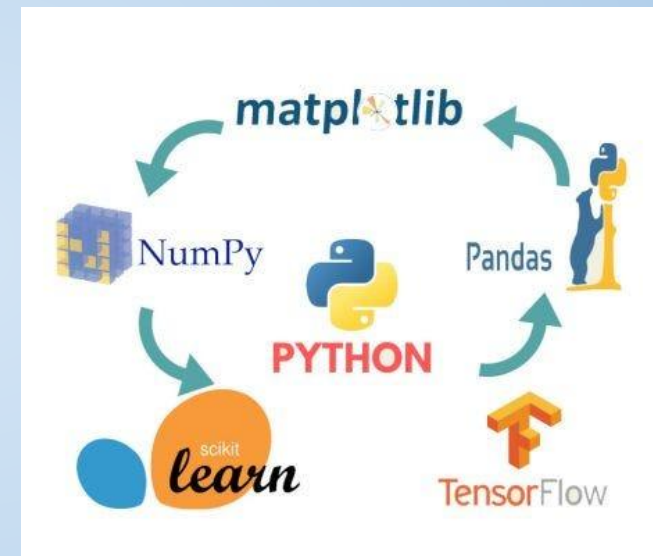 matplotlib
NumPy
Pandas
PYTHON
scikit
learn
TensorFlow